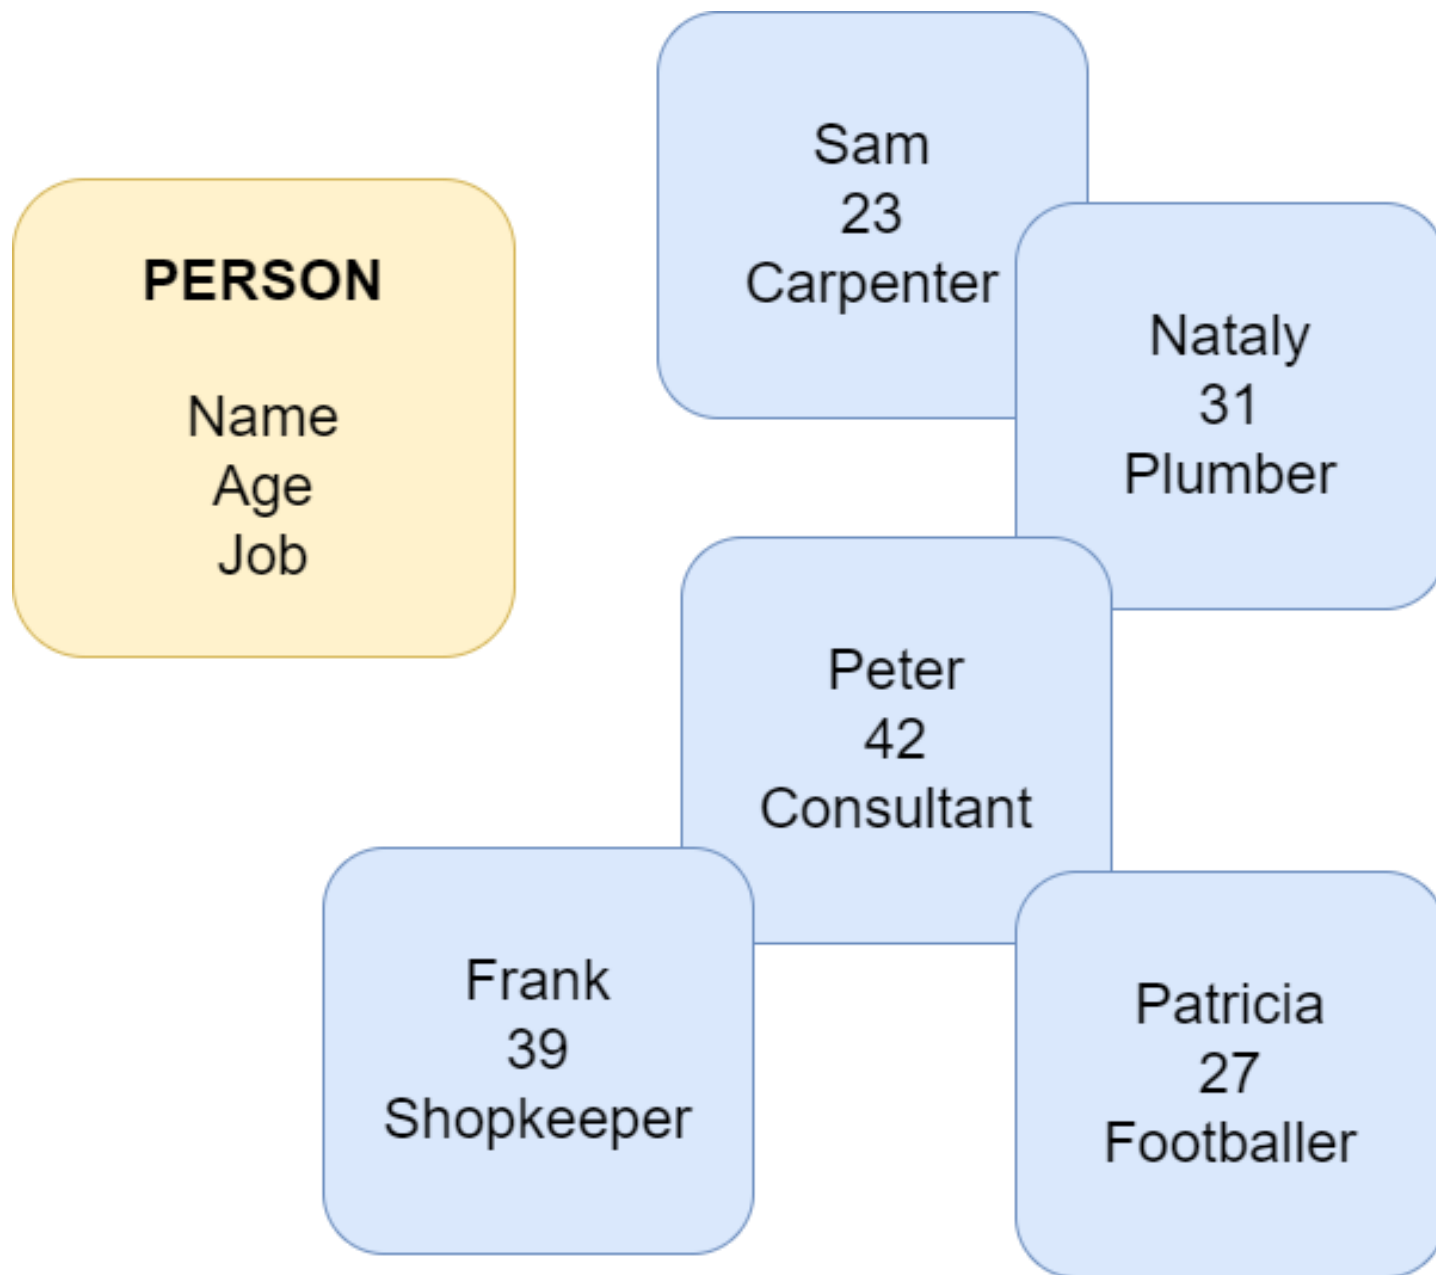 PERSON
Name
Age
Job
Sam
23
Carpenter
Nataly
31
Plumber
Peter
42
Consultant
Frank
39
Shopkeeper
Patricia
27
Footballer